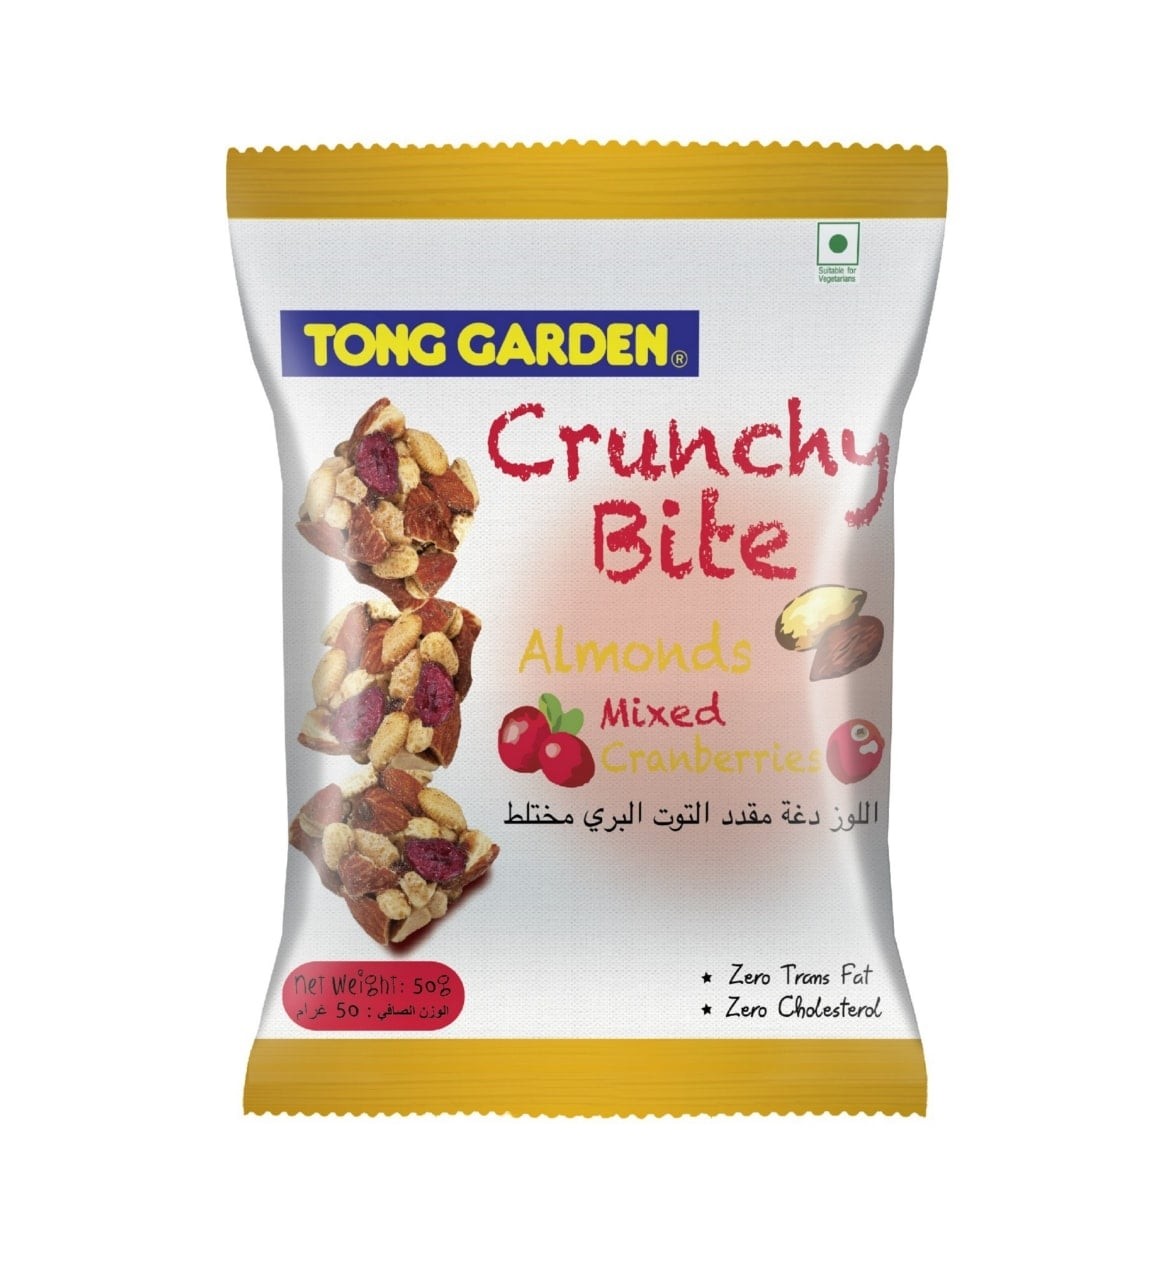 Suitable for
Vegetarians
TONG GARDEN®
Crunchy
Bite
Almonds
Mixed
Cranberries
اللوز دغة مقدد التوت البري مختلط
Net Weight: 50g
الوزن الصافي : 50 غرام
★ Zero Trans Fat
★ Zero Cholesterol